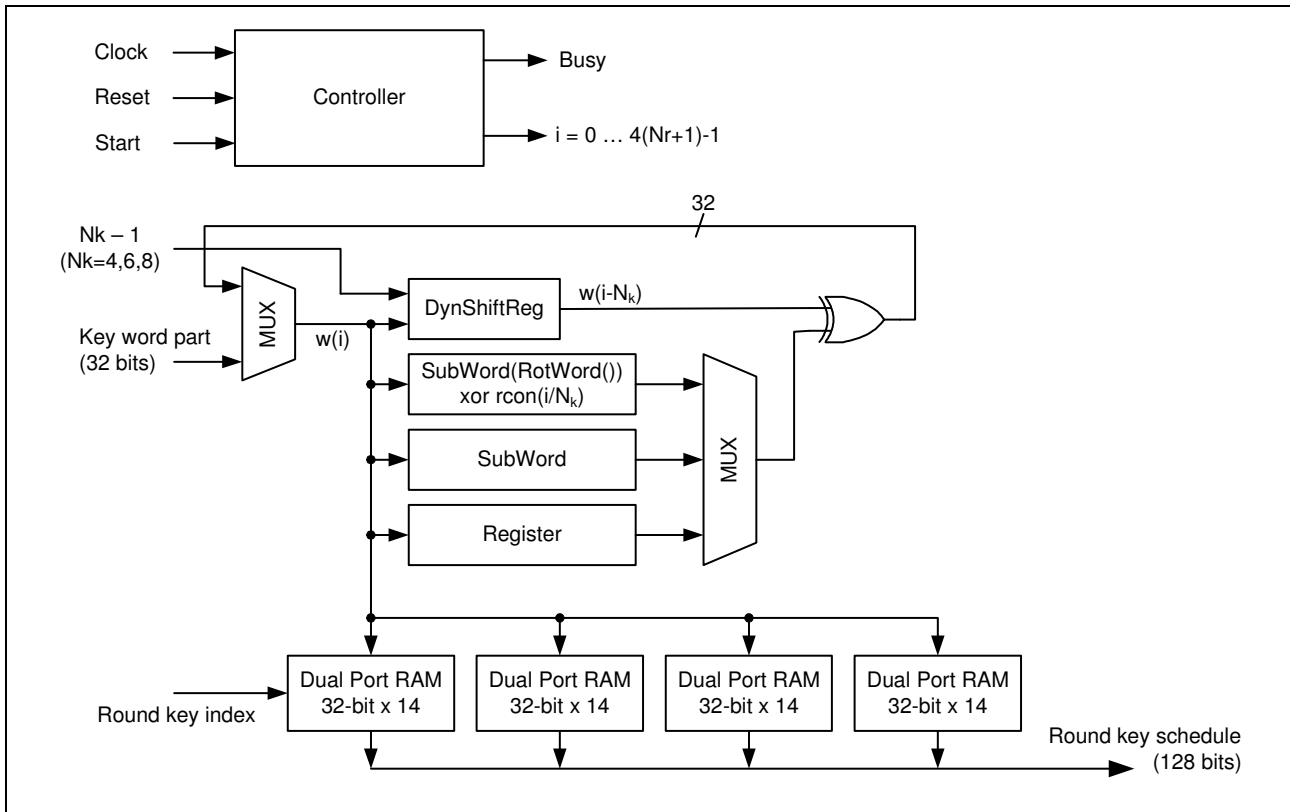 Clock
Reset
Start
Controller
Busy
i = 0 … 4(Nr+1)-1
32
Nk – 1
(Nk=4,6,8)
Key word part
(32 bits)
MUX
w(i)
DynShiftReg
w(i-Nk)
SubWord(RotWord())
xor rcon(i/Nk)
SubWord
Register
MUX
Dual Port RAM
32-bit x 14
Dual Port RAM
32-bit x 14
Dual Port RAM
32-bit x 14
Dual Port RAM
32-bit x 14
Round key index
Round key schedule
(128 bits)